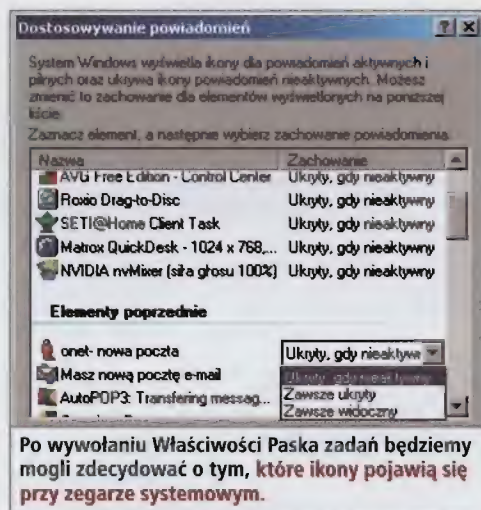 Dostosowywanie powiadomień
System Windows wyświetla ikony dla powiadomień aktywnych i
pilnych oraz ukrywa ikony powiadomień nieaktywnych. Możesz
zmienić to zachowanie dla elementów wyświetlonych na poniższej
liście.
Zaznacz element, a następnie wybierz zachowanie powiadomienia.
Nazwa Zachowanie
AVG Free Edition - Control Center Ukryty, gdy nieaktywny
Roxio Drag-to-Disc Ukryty, gdy nieaktywny
SETI@Home Client Task Ukryty, gdy nieaktywny
Matrox QuickDesk - 1024 x 768,... Ukryty, gdy nieaktywny
NVIDIA nvMixer (siła głosu 100%) Ukryty, gdy nieaktywny
Elementy poprzednie
onet- nowa poczta Ukryty, gdy nieaktyw
Ukryty, gdy nieaktywny
Masz nową pocztę e-mail
Zawsze ukryty
AutoPOP3: Transfering messag...
Zawsze widoczny
Po wywołaniu Właściwości Paska zadań będziemy
mogli zdecydować o tym, które ikony pojawią się
przy zegarze systemowym.